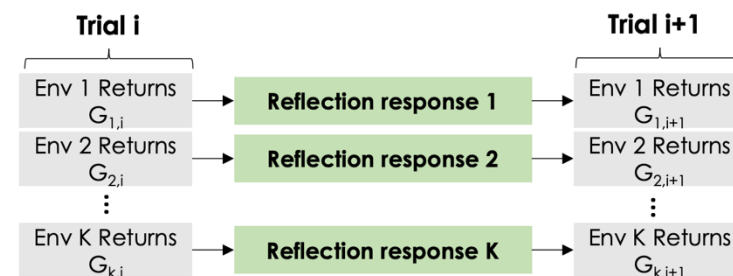 Trial i
Trial i+1
Env 1 Returns
G1,i
Reflection response 1
Env 1 Returns
G1,i+1
Env 2 Returns
G2,i
Reflection response 2
Env 2 Returns
G2,i+1
Env K Returns
Gk,i
Reflection response K
Env K Returns
Gk,i+1